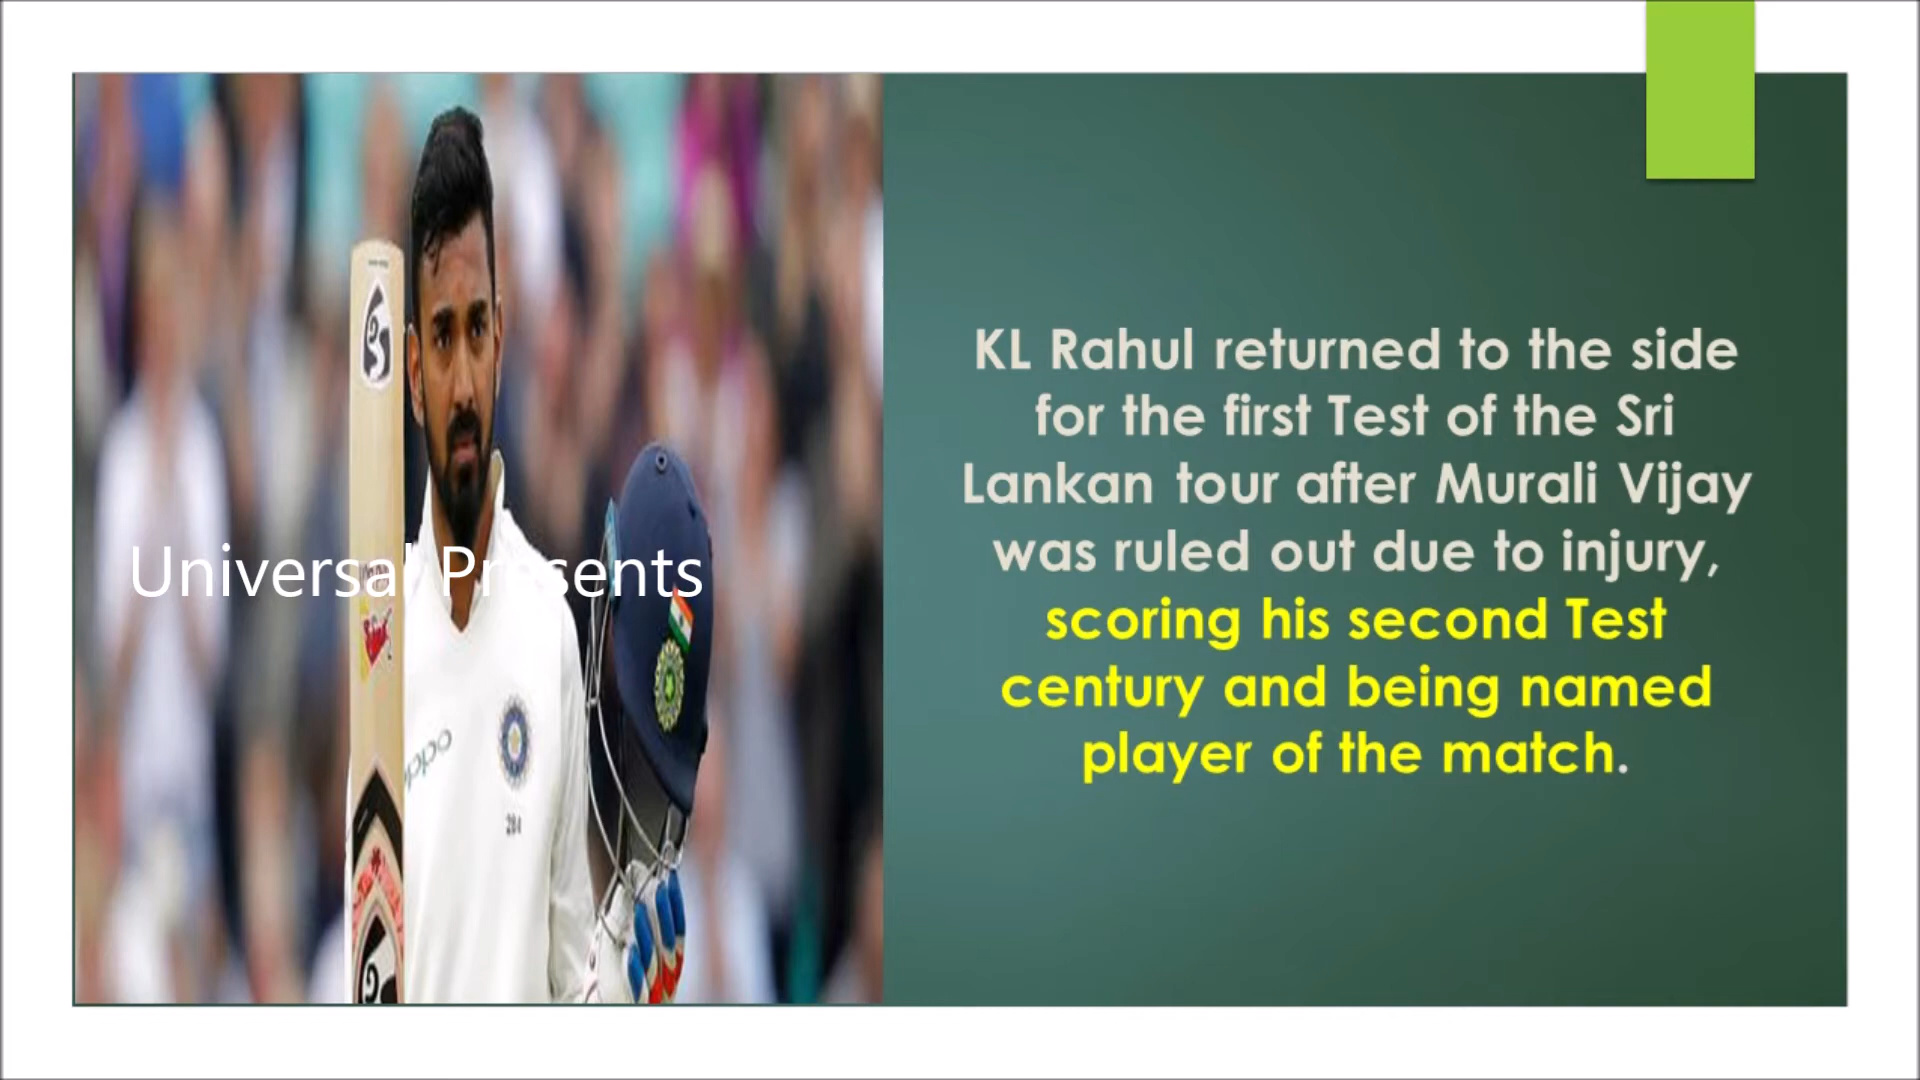 KL Rahul returned to the side
for the first Test of the Sri
Lankan tour after Murali Vijay
was ruled out due to injury,
scoring his second Test
century and being named
player of the match.
Universal Presents
oppo
284